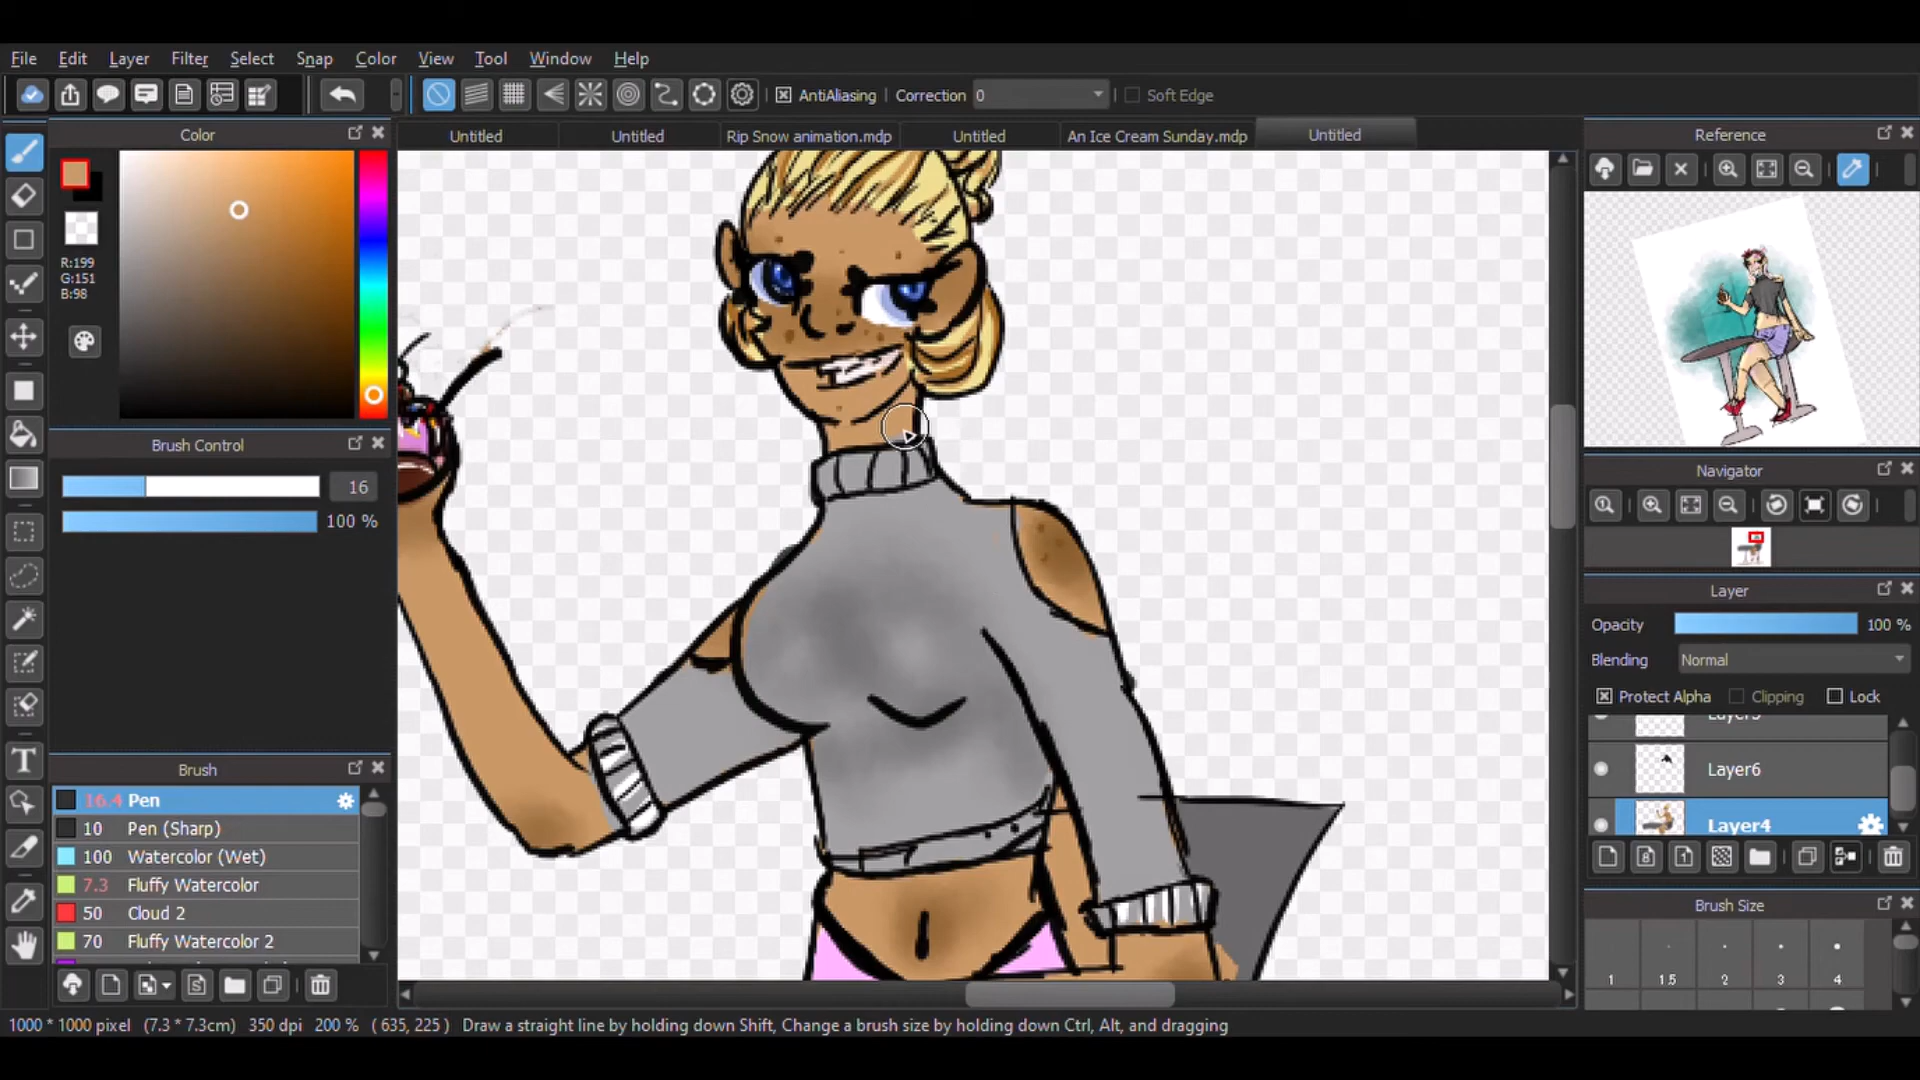 File Edit Layer Filter Select Snap Color View Tool Window Help
AntiAliasing Correction 0 Soft Edge
Color
Untitled Untitled Rip Snow animation.mdp Untitled An Ice Cream Sunday.mdp Untitled
Reference
R:199
G:151
B:98
Brush Control
16
100 %
Navigator
Layer
Opacity 100 %
Blending Normal
Protect Alpha Clipping Lock
Layer6
Layer4
Brush
16.4 Pen
10 Pen (Sharp)
100 Watercolor (Wet)
7.3 Fluffy Watercolor
50 Cloud 2
70 Fluffy Watercolor 2
Brush Size
1 1.5 2 3 4
1000 * 1000 pixel (7.3 * 7.3cm) 350 dpi 200 % ( 635, 225 ) Draw a straight line by holding down Shift, Change a brush size by holding down Ctrl, Alt, and dragging